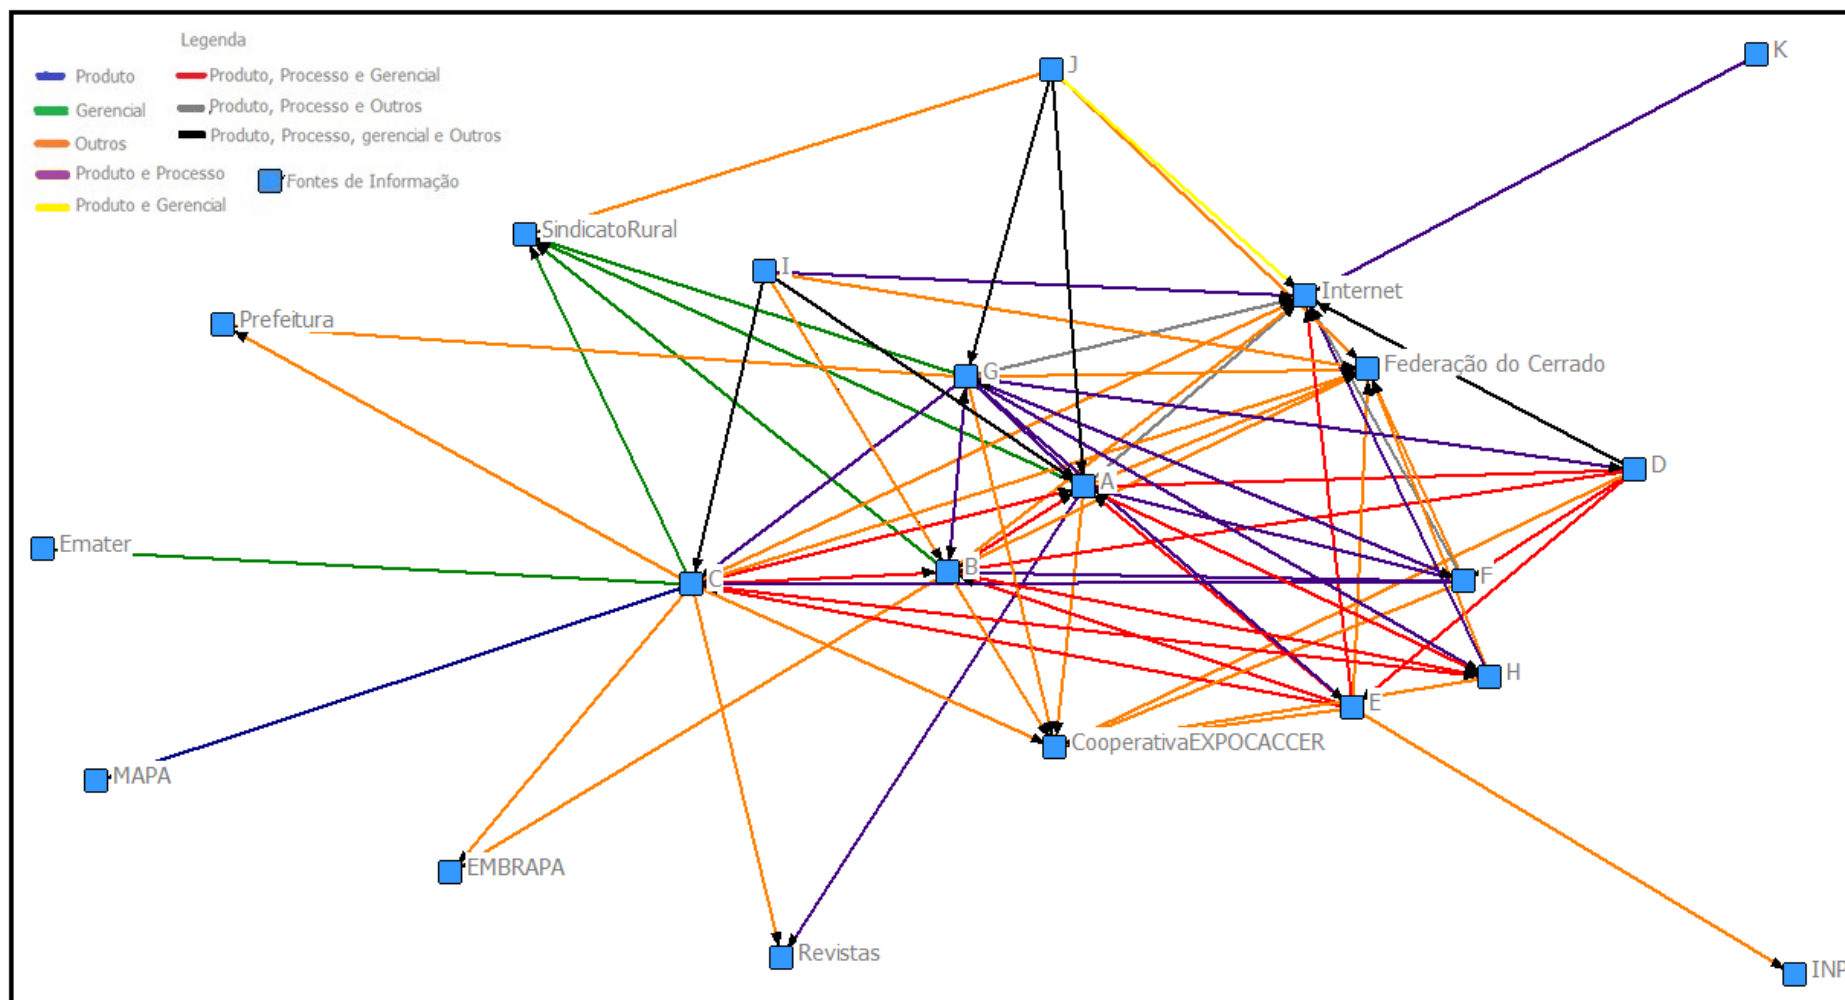 Legenda
Produto
Produto, Processo e Gerencial
Gerencial
Produto, Processo e Outros
Outros
Produto, Processo, gerencial e Outros
Produto e Processo
Fontes de Informação
Produto e Gerencial
J
K
SindicatoRural
I
Internet
Prefeitura
G
Federação do Cerrado
A
D
Emater
C
B
F
H
E
CooperativaEXPOCACCER
MAPA
EMBRAPA
Revistas
INP